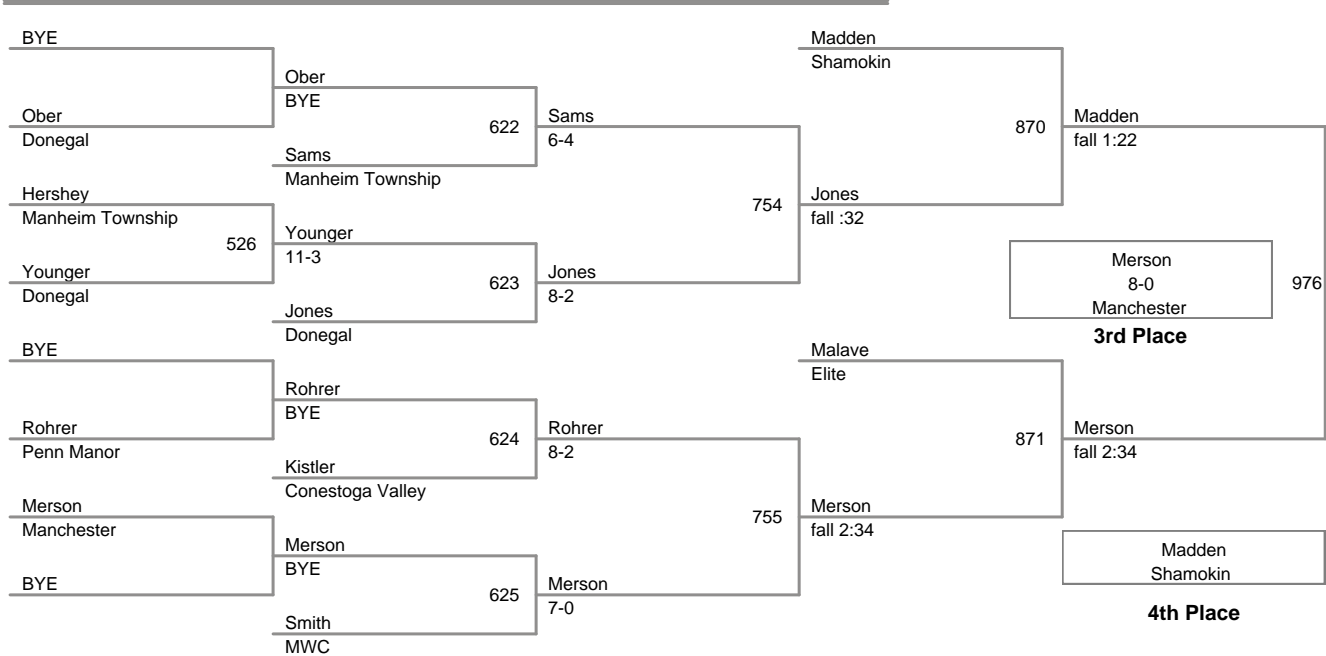 BYE
Ober
Donegal
Hershey
Manheim Township
526
Younger
Donegal
BYE
Rohrer
Penn Manor
Merson
Manchester
BYE
Ober
BYE
622
Sams
Manheim Township
Younger
11-3
623
Jones
Donegal
Rohrer
BYE
624
Kistler
Conestoga Valley
Merson
BYE
625
Smith
MWC
Sams
6-4
754
Jones
8-2
Rohrer
8-2
755
Merson
7-0
Madden
Shamokin
870
Jones
fall :32
Malave
Elite
871
Merson
fall 2:34
Madden
fall 1:22
976
Merson
fall 2:34
Merson
8-0
Manchester
3rd Place
Madden
Shamokin
4th Place